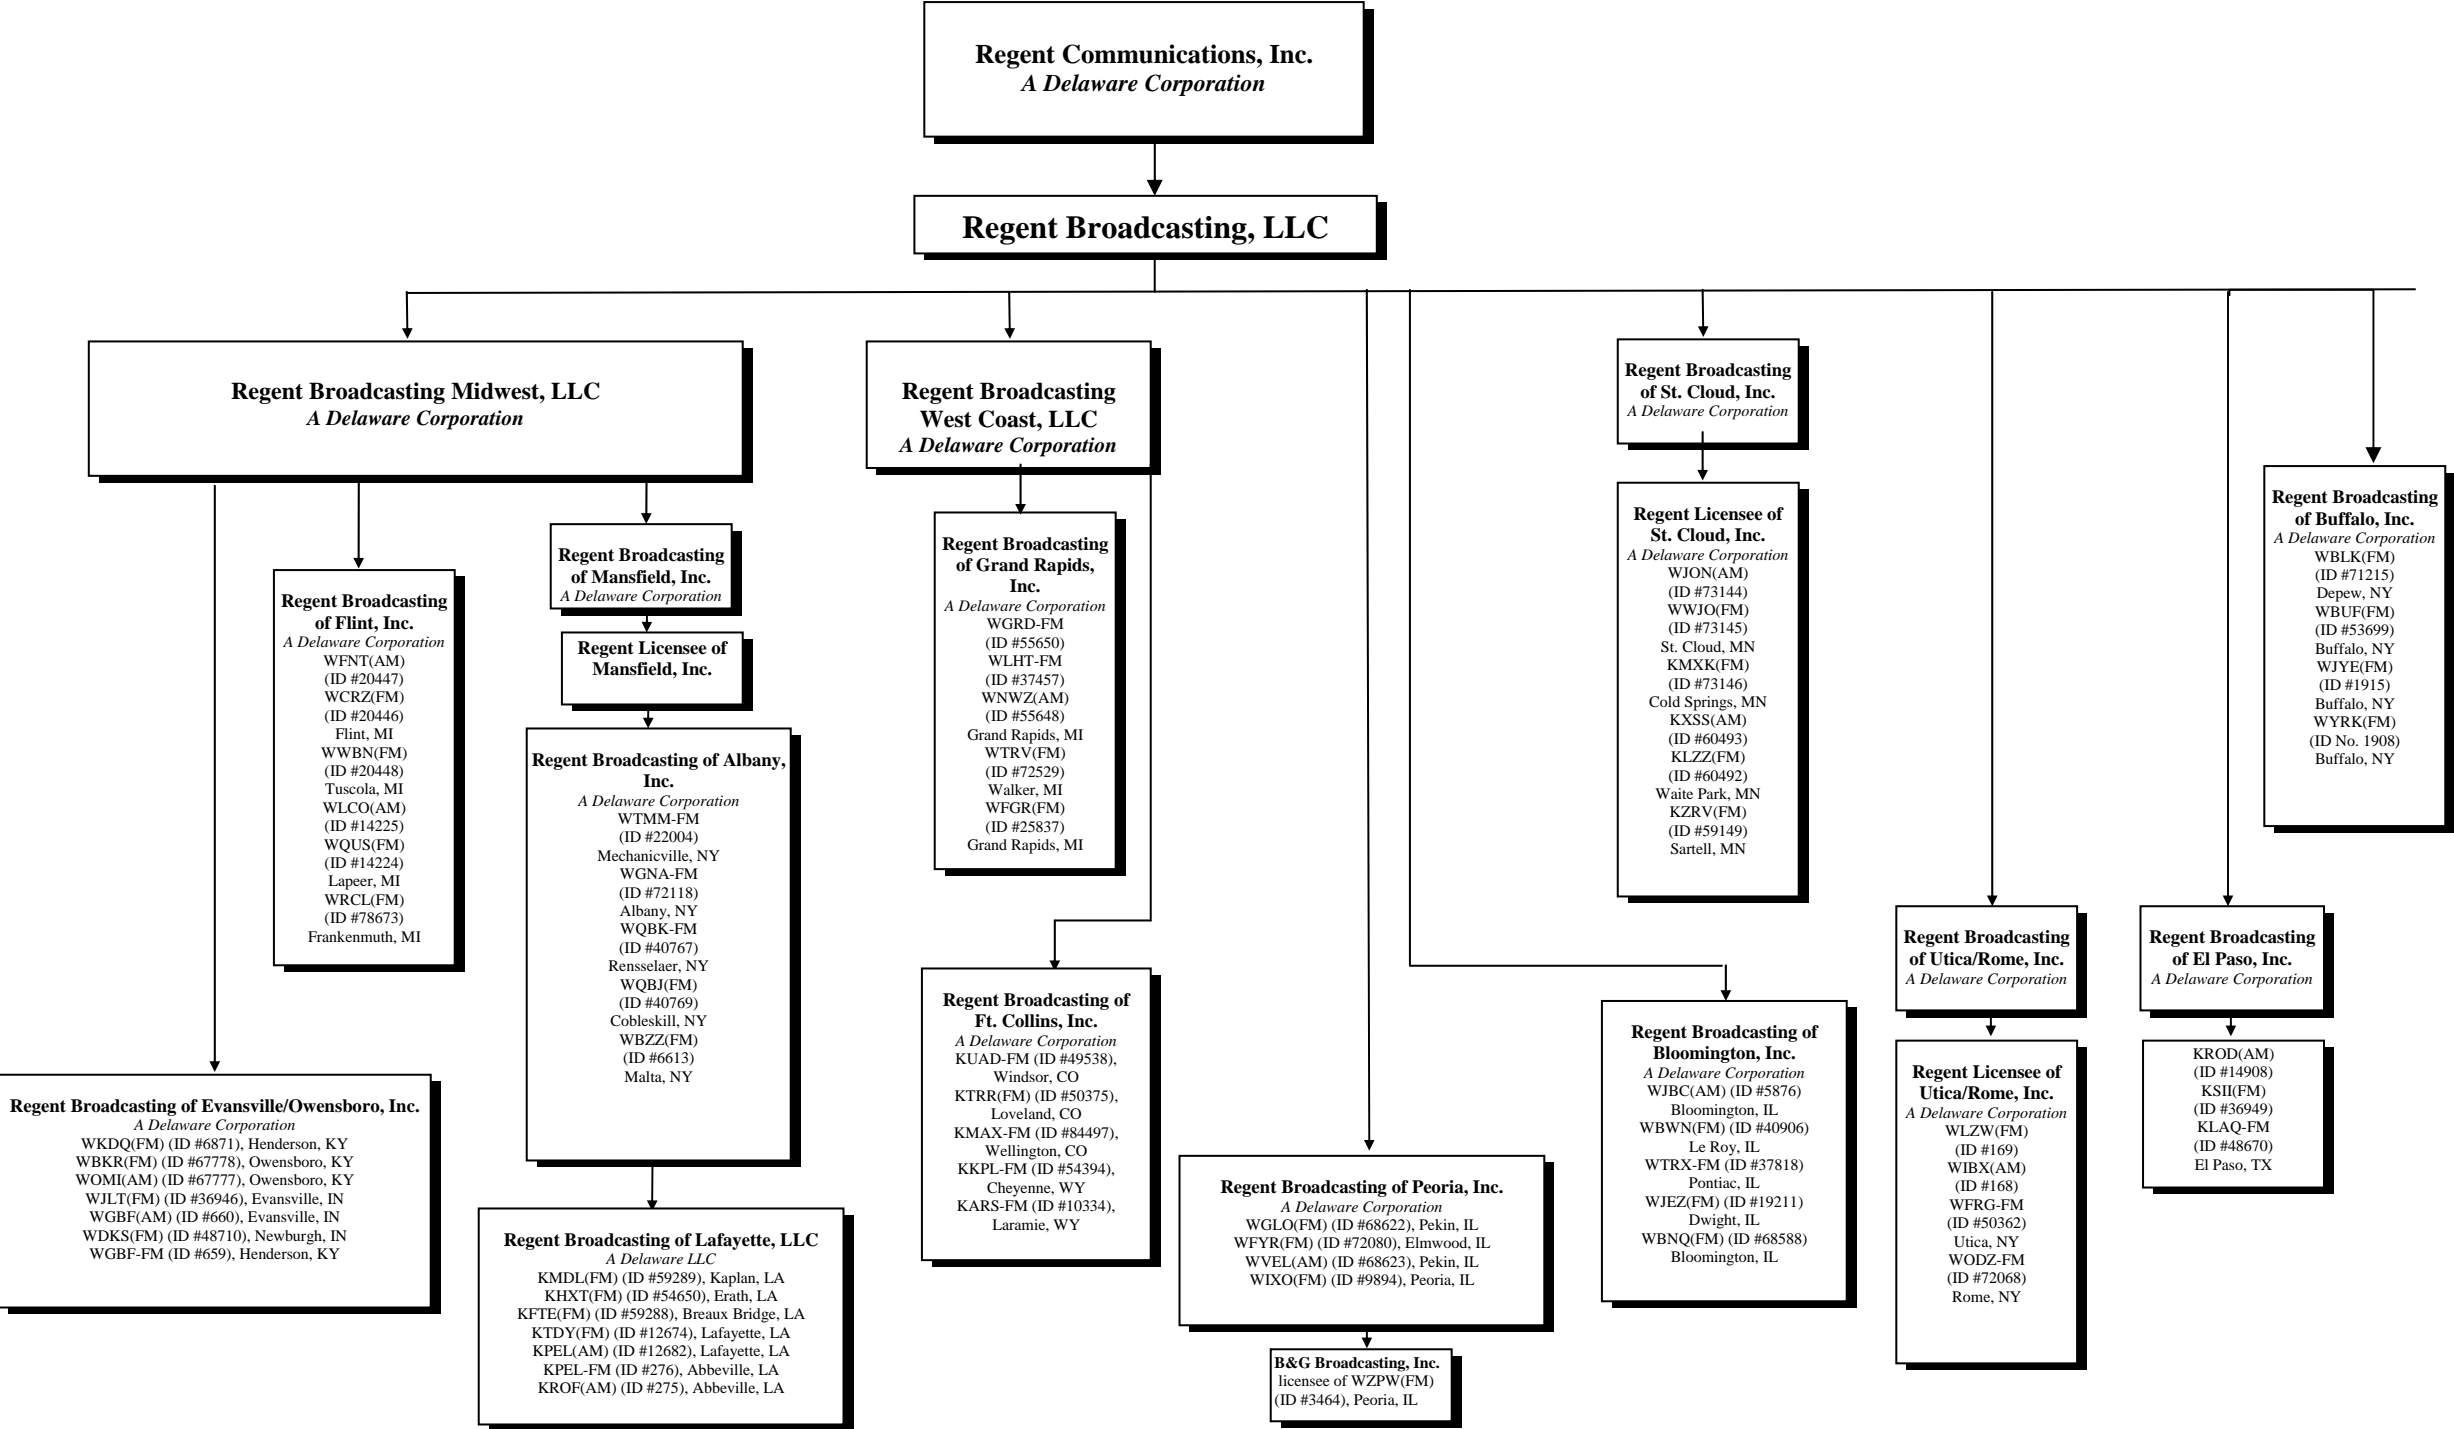 Regent Communications, Inc.
A Delaware Corporation
Regent Broadcasting, LLC
Regent Broadcasting Midwest, LLC
A Delaware Corporation
Regent Broadcasting
West Coast, LLC
A Delaware Corporation
Regent Broadcasting
of St. Cloud, Inc.
A Delaware Corporation
Regent Broadcasting
of Buffalo, Inc.
A Delaware Corporation
WBLK(FM)
(ID #71215)
Depew, NY
WBUF(FM)
(ID #53699)
Buffalo, NY
WJYE(FM)
(ID #1915)
Buffalo, NY
WYRK(FM)
(ID No. 1908)
Buffalo, NY
Regent Licensee of
St. Cloud, Inc.
A Delaware Corporation
WJON(AM)
(ID #73144)
WWJO(FM)
(ID #73145)
St. Cloud, MN
KMXK(FM)
(ID #73146)
Cold Springs, MN
KXSS(AM)
(ID #60493)
KLZZ(FM)
(ID #60492)
Waite Park, MN
KZRV(FM)
(ID #59149)
Sartell, MN
Regent Broadcasting
of Grand Rapids,
Inc.
A Delaware Corporation
WGRD-FM
(ID #55650)
WLHT-FM
(ID #37457)
WNWZ(AM)
(ID #55648)
Grand Rapids, MI
WTRV(FM)
(ID #72529)
Walker, MI
WFGR(FM)
(ID #25837)
Grand Rapids, MI
Regent Broadcasting
of Mansfield, Inc.
A Delaware Corporation
Regent Licensee of
Mansfield, Inc.
Regent Broadcasting
of Flint, Inc.
A Delaware Corporation
WFNT(AM)
(ID #20447)
WCRZ(FM)
(ID #20446)
Flint, MI
WWBN(FM)
(ID #20448)
Tuscola, MI
WLCO(AM)
(ID #14225)
WQUS(FM)
(ID #14224)
Lapeer, MI
WRCL(FM)
(ID #78673)
Frankenmuth, MI
Regent Broadcasting of Albany,
Inc.
A Delaware Corporation
WTMM-FM
(ID #22004)
Mechanicville, NY
WGNA-FM
(ID #72118)
Albany, NY
WQBK-FM
(ID #40767)
Rensselaer, NY
WQBJ(FM)
(ID #40769)
Cobleskill, NY
WBZZ(FM)
(ID #6613)
Malta, NY
Regent Broadcasting of Evansville/Owensboro, Inc.
A Delaware Corporation
WKDQ(FM) (ID #6871), Henderson, KY
WBKR(FM) (ID #67778), Owensboro, KY
WOMI(AM) (ID #67777), Owensboro, KY
WJLT(FM) (ID #36946), Evansville, IN
WGBF(AM) (ID #660), Evansville, IN
WDKS(FM) (ID #48710), Newburgh, IN
WGBF-FM (ID #659), Henderson, KY
Regent Broadcasting of Lafayette, LLC
A Delaware LLC
KMDL(FM) (ID #59289), Kaplan, LA
KHXT(FM) (ID #54650), Erath, LA
KFTE(FM) (ID #59288), Breaux Bridge, LA
KTDY(FM) (ID #12674), Lafayette, LA
KPEL(AM) (ID #12682), Lafayette, LA
KPEL-FM (ID #276), Abbeville, LA
KROF(AM) (ID #275), Abbeville, LA
Regent Broadcasting of
Ft. Collins, Inc.
A Delaware Corporation
KUAD-FM (ID #49538),
Windsor, CO
KTRR(FM) (ID #50375),
Loveland, CO
KMAX-FM (ID #84497),
Wellington, CO
KKPL-FM (ID #54394),
Cheyenne, WY
KARS-FM (ID #10334),
Laramie, WY
Regent Broadcasting of Peoria, Inc.
A Delaware Corporation
WGLO(FM) (ID #68622), Pekin, IL
WFYR(FM) (ID #72080), Elmwood, IL
WVEL(AM) (ID #68623), Pekin, IL
WIXO(FM) (ID #9894), Peoria, IL
B&G Broadcasting, Inc.
licensee of WZPW(FM)
(ID #3464), Peoria, IL
Regent Broadcasting of
Bloomington, Inc.
A Delaware Corporation
WJBC(AM) (ID #5876)
Bloomington, IL
WBWN(FM) (ID #40906)
Le Roy, IL
WTRX-FM (ID #37818)
Pontiac, IL
WJEZ(FM) (ID #19211)
Dwight, IL
WBNQ(FM) (ID #68588)
Bloomington, IL
Regent Broadcasting
of Utica/Rome, Inc.
A Delaware Corporation
Regent Licensee of
Utica/Rome, Inc.
A Delaware Corporation
WLZW(FM)
(ID #169)
WIBX(AM)
(ID #168)
WFRG-FM
(ID #50362)
Utica, NY
WODZ-FM
(ID #72068)
Rome, NY
Regent Broadcasting
of El Paso, Inc.
A Delaware Corporation
KROD(AM)
(ID #14908)
KSII(FM)
(ID #36949)
KLAQ-FM
(ID #48670)
El Paso, TX